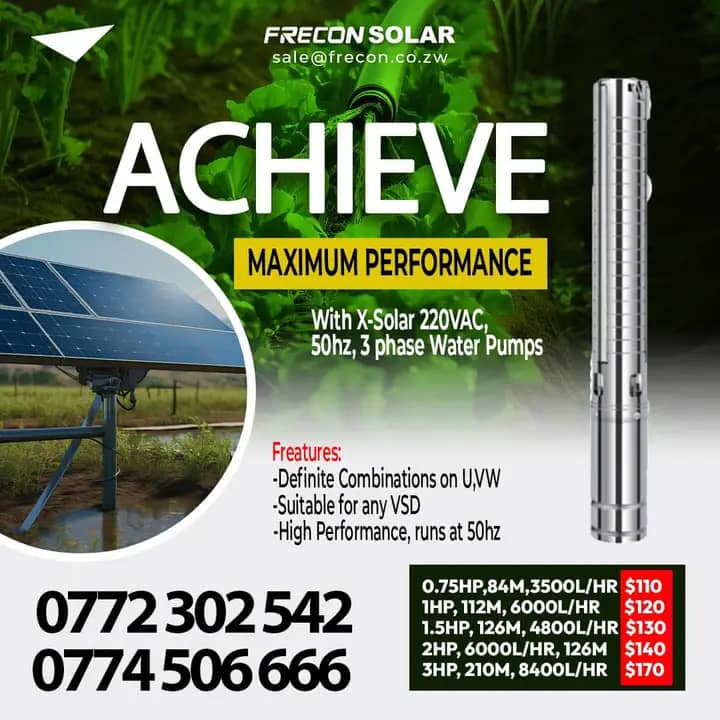 FRECON SOLAR
sale@frecon.co.zw
ACHIEVE
MAXIMUM PERFORMANCE
With X-Solar 220VAC,
50hz, 3 phase Water Pumps
Freatures:
-Definite Combinations on U,VW
-Suitable for any VSD
-High Performance, runs at 50hz
0772 302 542
0774 506 666
0.75HP,84M,3500L/HR $110
1HP, 112M, 6000L/HR $120
1.5HP, 126M, 4800L/HR $130
2HP, 6000L/HR, 126M $140
3HP, 210M, 8400L/HR $170